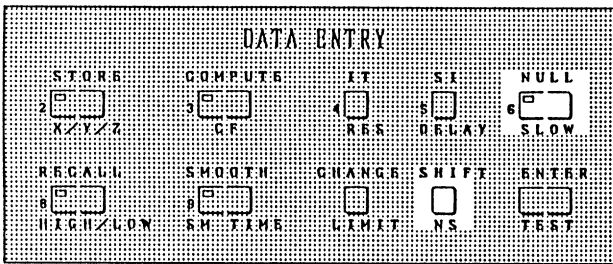 DATA ENTRY
STORE COMPUTE IT SI NULL
2 3 4 5 6
X/Y/Z CF RES DELAY SLOW
RECALL SMOOTH CHANGE SHIFT ENTER
8 9
HIGH/LOW SM TIME LIMIT NS TEST